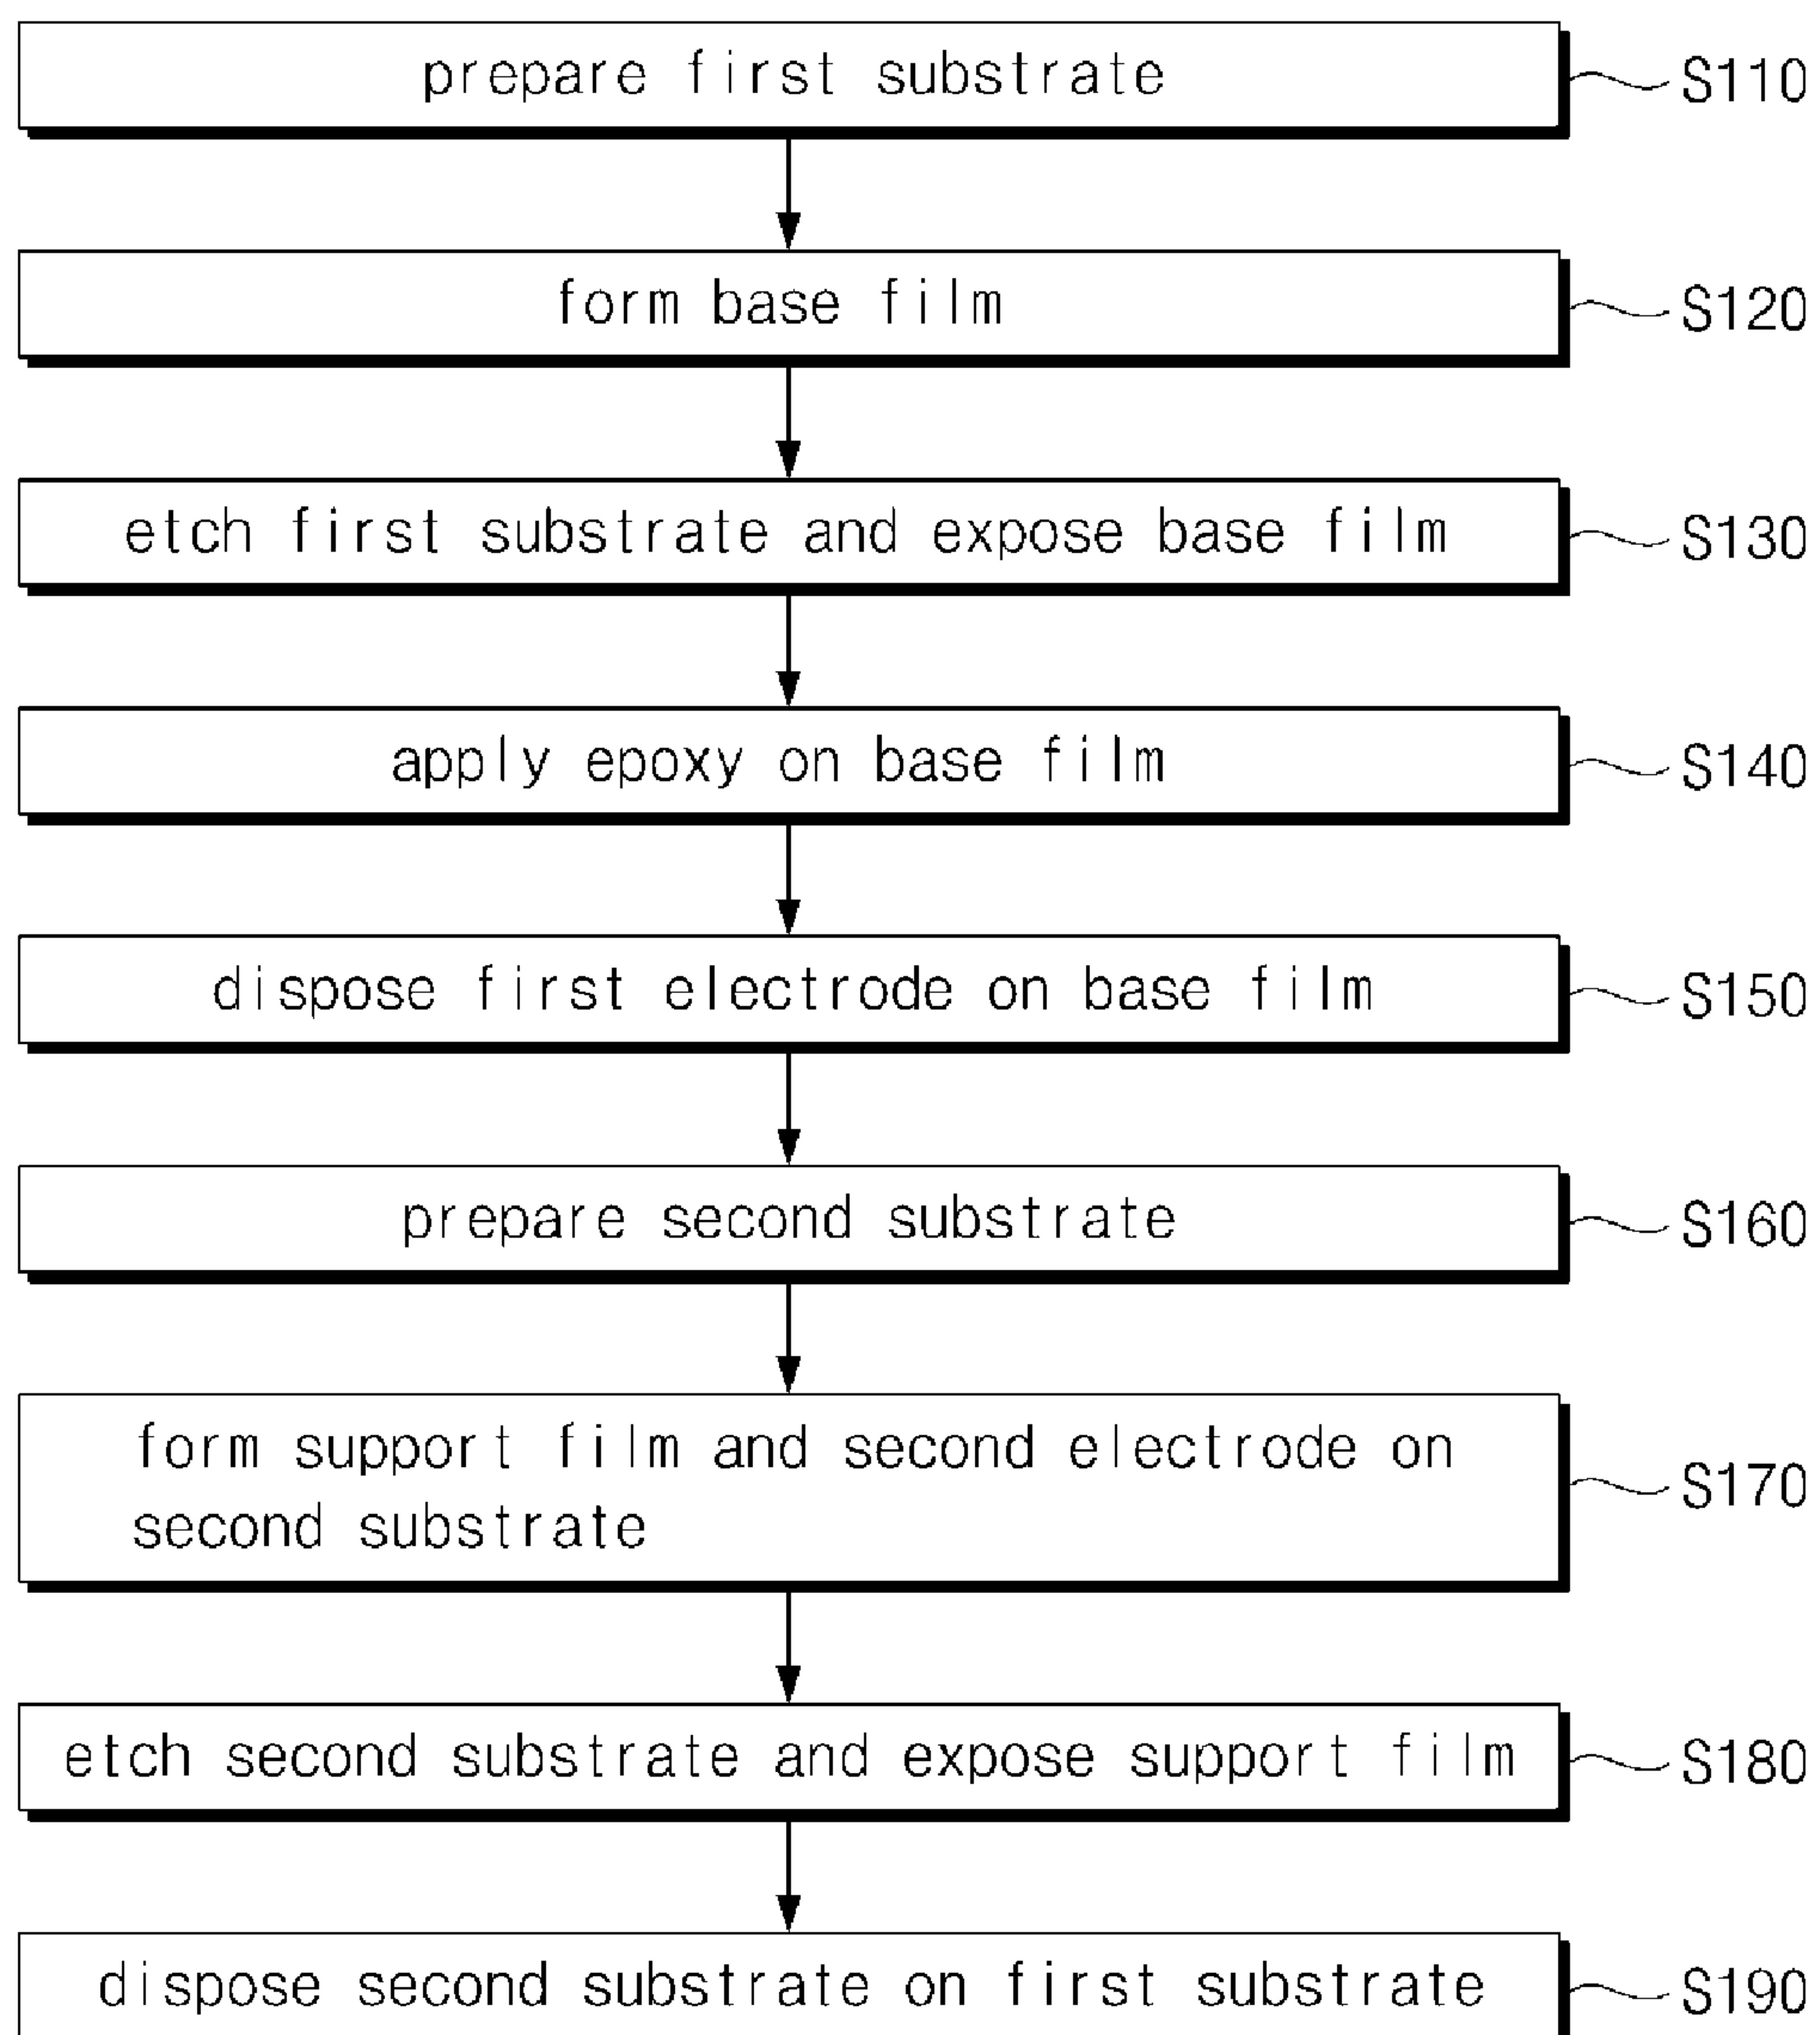 prepare first substrate S110
form base film S120
etch first substrate and expose base film S130
apply epoxy on base film S140
dispose first electrode on base film S150
prepare second substrate S160
form support film and second electrode on
second substrate S170
etch second substrate and expose support film S180
dispose second substrate on first substrate S190